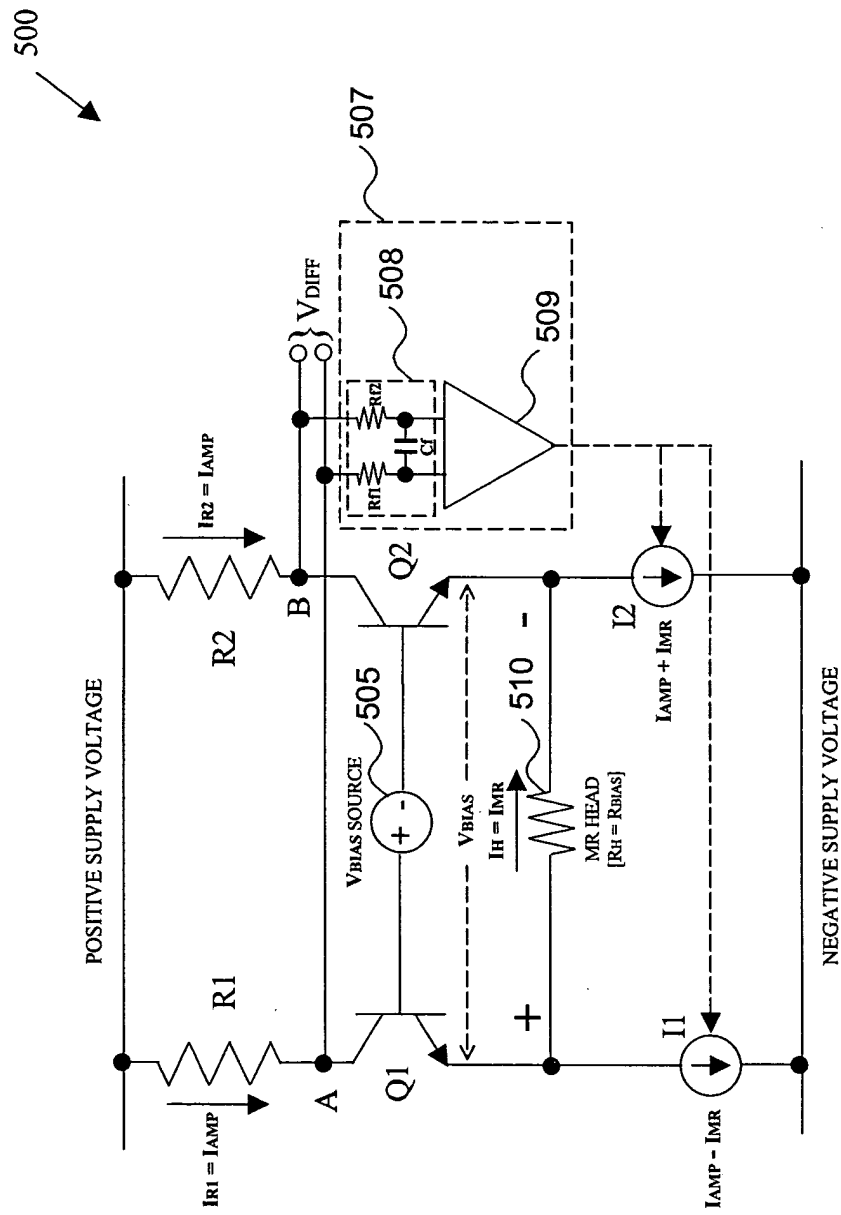 500
POSITIVE SUPPLY VOLTAGE
IR1 = IAMP
R1
IR2 = IAMP
R2
A
B
VDIFF
507
508
Rf1
Rf2
Cf
509
Q1
Q2
VBIAS SOURCE
505
+ -
VBIAS
+
-
IH = IMR
510
MR HEAD
[RH = RBIAS]
I1
IAMP - IMR
I2
IAMP + IMR
NEGATIVE SUPPLY VOLTAGE